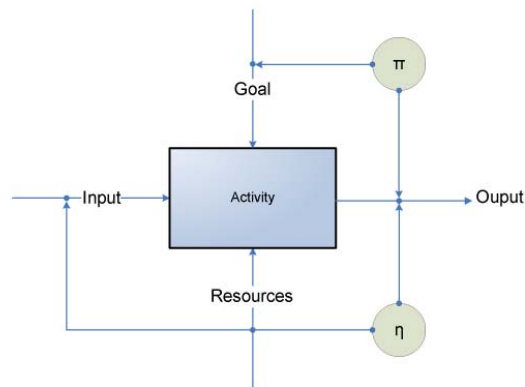 π
Goal
Input
Activity
Ouput
Resources
η